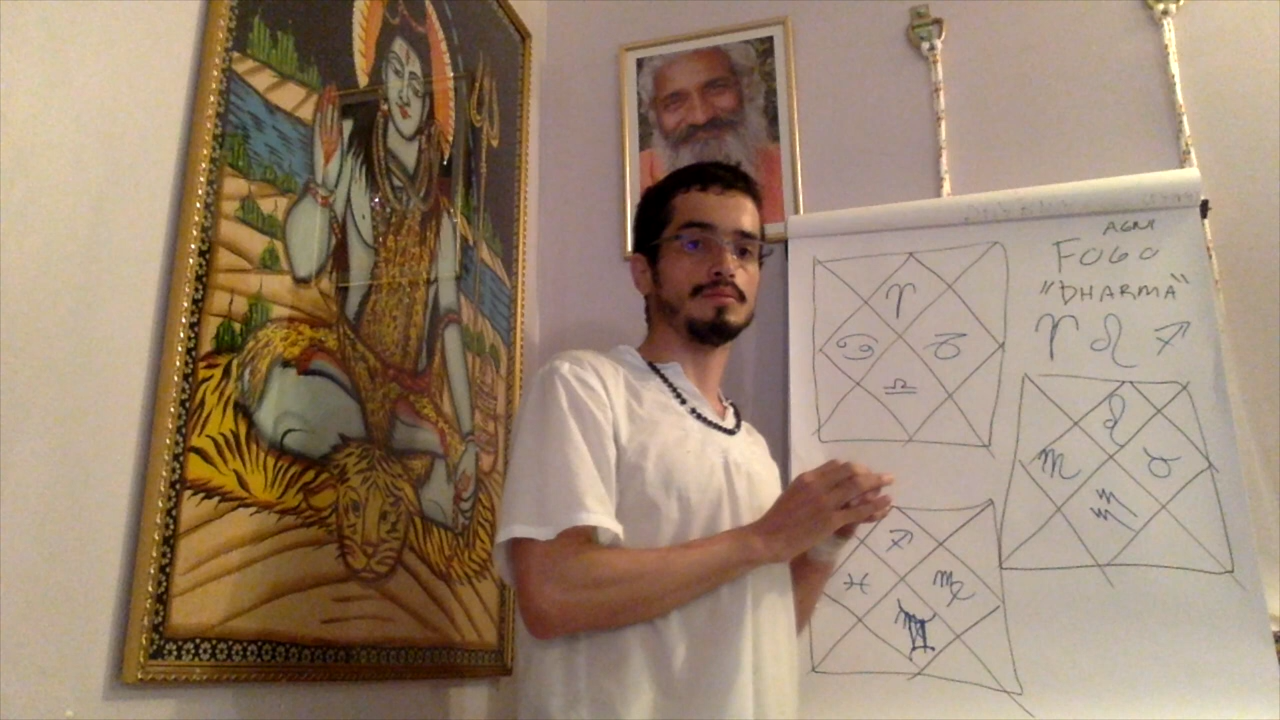 AGNI
FOGO
"DHARMA"
♈ ♌ ♐
♈
♋ ♑
♎
♌
♏ ♉
♒
♐
♓ ♍
♊